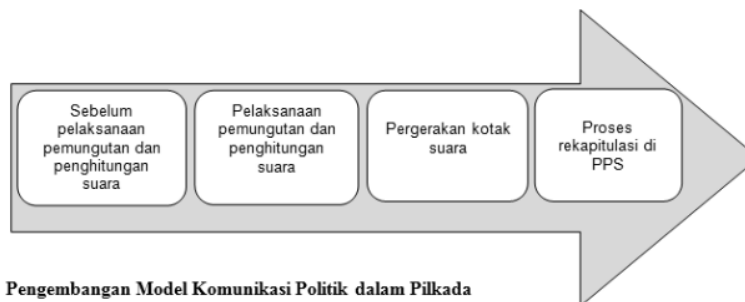 Sebelum
pelaksanaan
pemungutan dan
penghitungan
suara
Pelaksanaan
pemungutan dan
penghitungan
suara
Pergerakan kotak
suara
Proses
rekapitulasi di
PPS
Pengembangan Model Komunikasi Politik dalam Pilkada